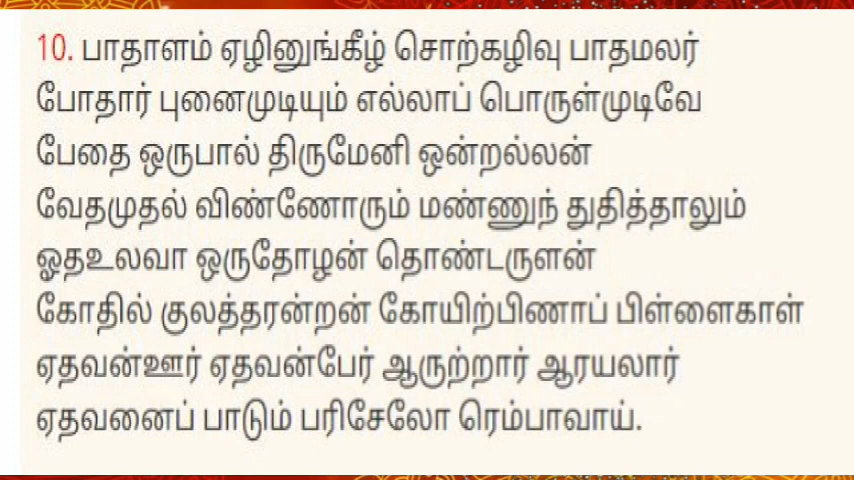 10. பாதாளம் ஏழினுங்கீழ் சொற்கழிவு பாதமலர்
போதார் புனைமுடியும் எல்லாப் பொருள்முடிவே
பேதை ஒருபால் திருமேனி ஒன்றல்லன்
வேதமுதல் விண்ணோரும் மண்ணுந் துதித்தாலும்
ஓதஉலவா ஒருதோழன் தொண்டருளன்
கோதில் குலத்தரன்றன் கோயிற்பிணாப் பிள்ளைகாள்
ஏதவன்ஊர் ஏதவன்பேர் ஆருற்றார் ஆரயலார்
ஏதவனைப் பாடும் பரிசேலோ ரெம்பாவாய்.